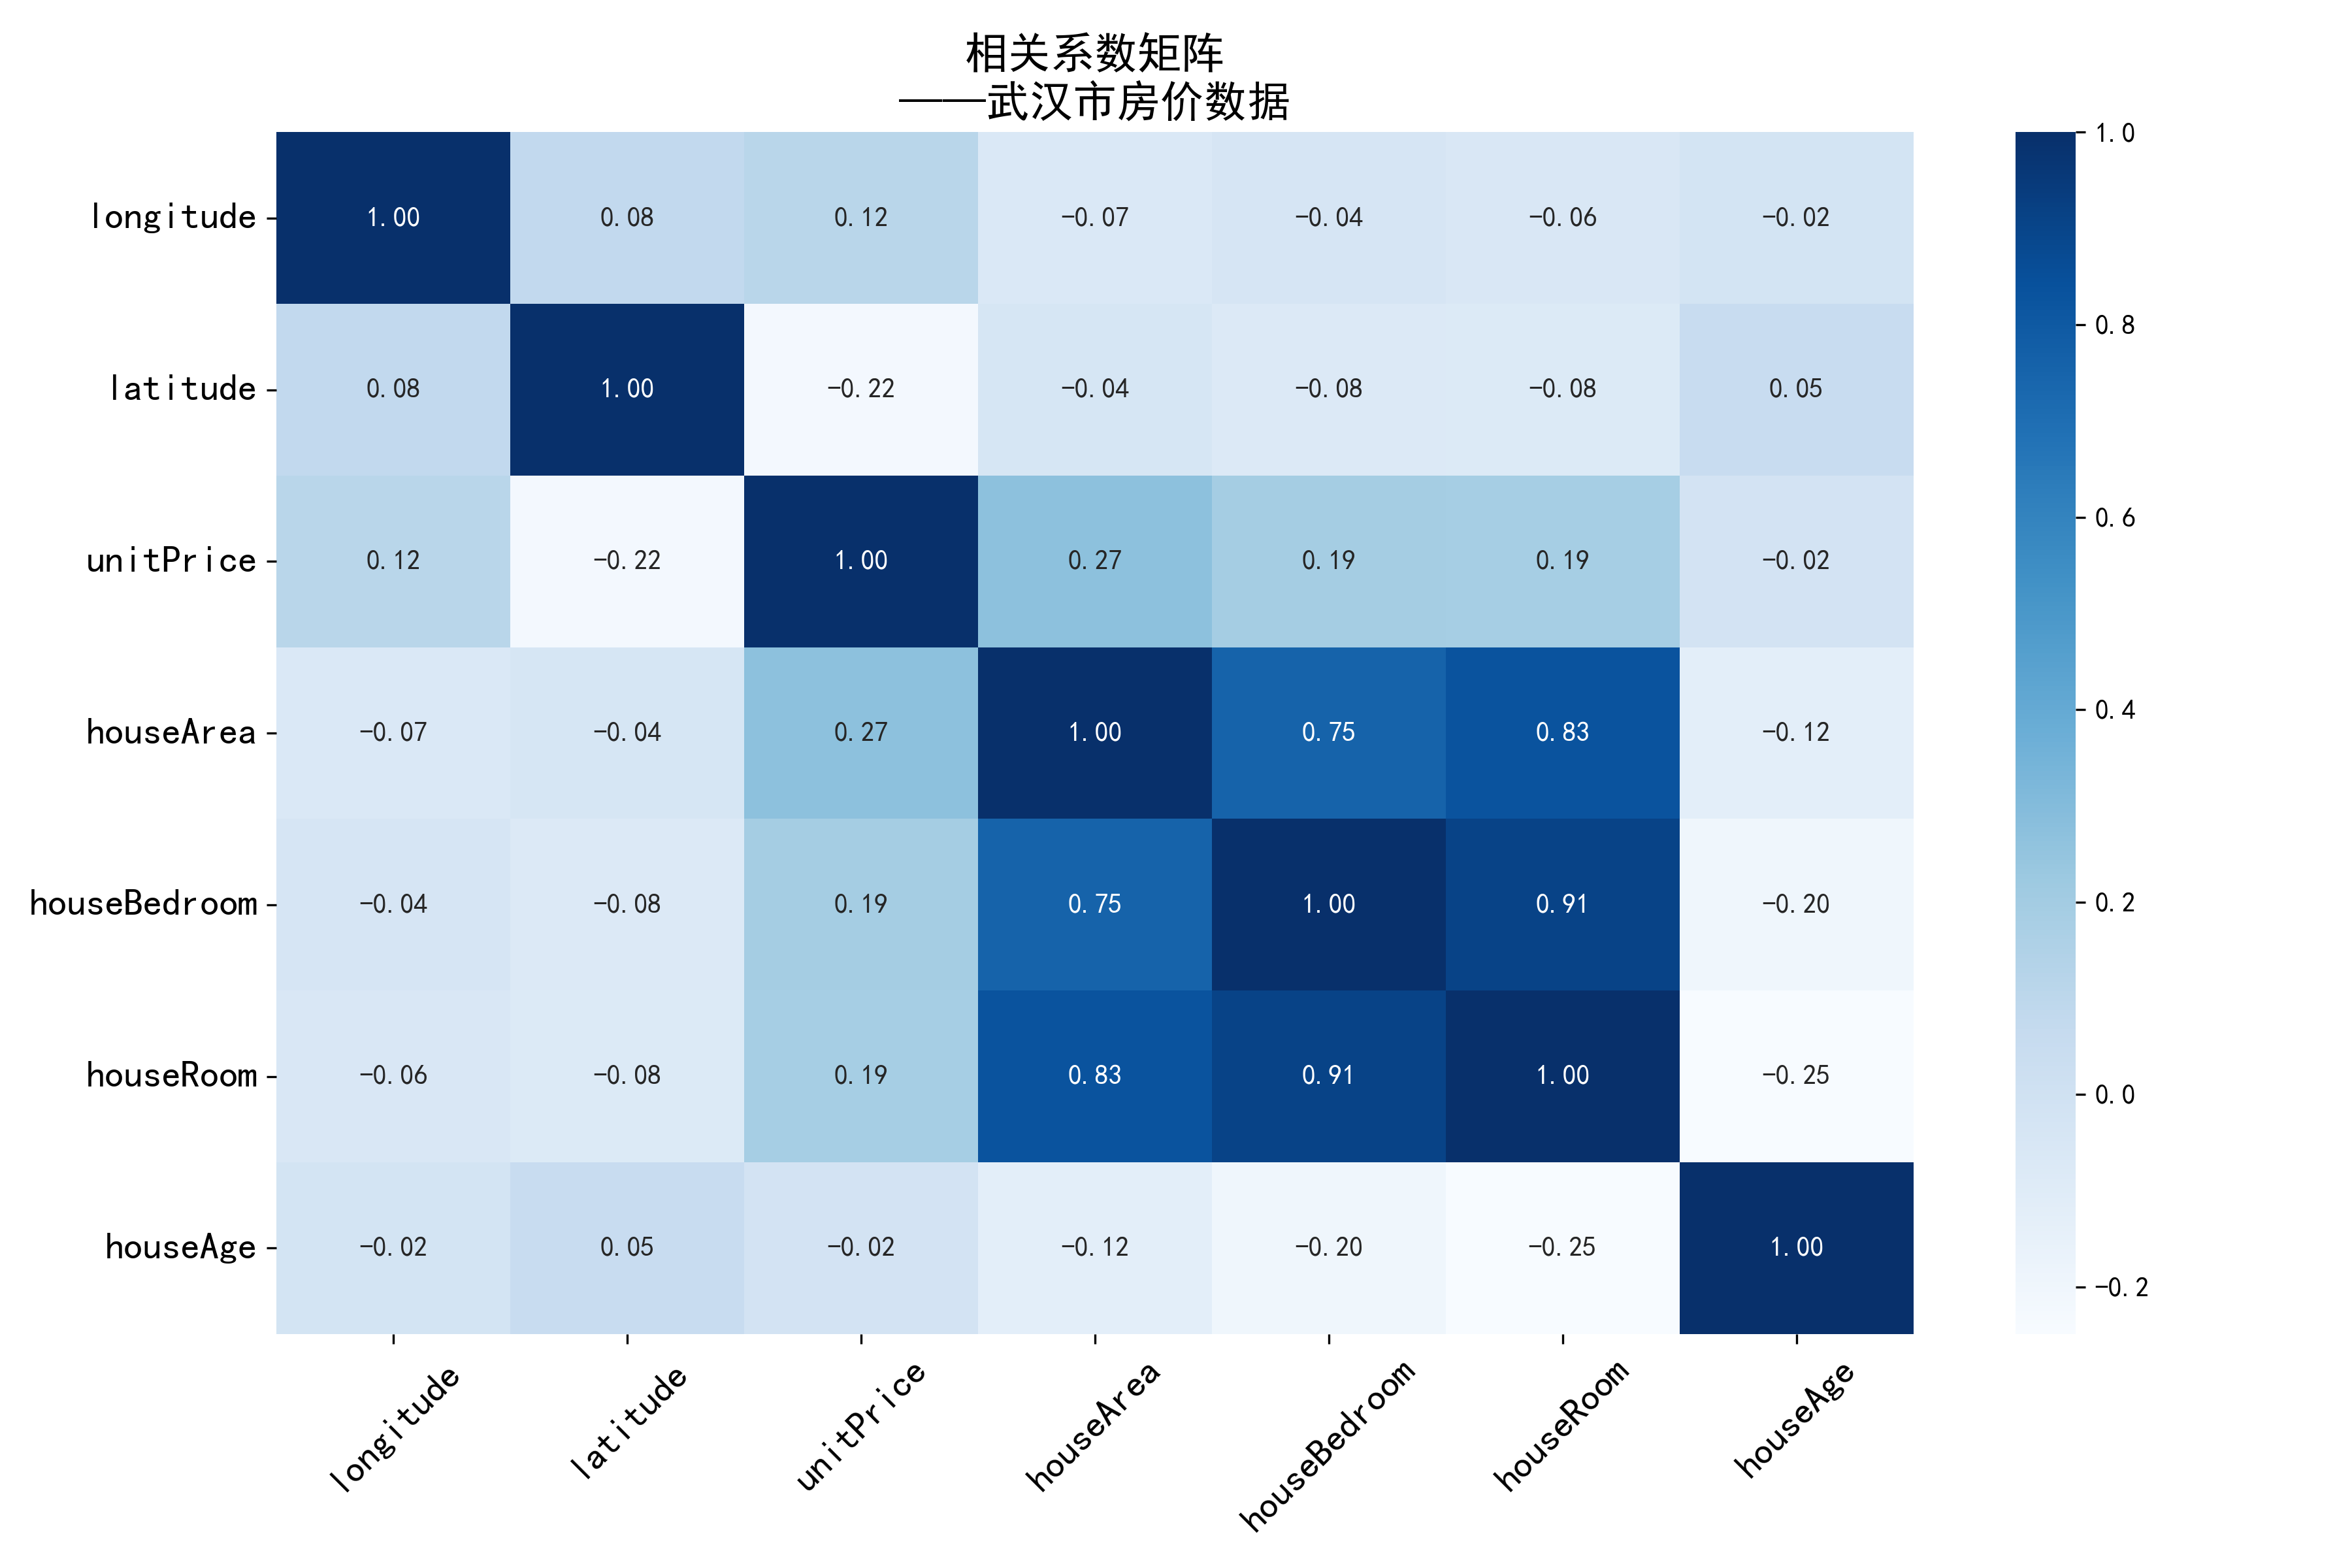 相关系数矩阵
——武汉市房价数据
longitude 1.00 0.08 0.12 -0.07 -0.04 -0.06 -0.02
latitude 0.08 1.00 -0.22 -0.04 -0.08 -0.08 0.05
unitPrice 0.12 -0.22 1.00 0.27 0.19 0.19 -0.02
houseArea -0.07 -0.04 0.27 1.00 0.75 0.83 -0.12
houseBedroom -0.04 -0.08 0.19 0.75 1.00 0.91 -0.20
houseRoom -0.06 -0.08 0.19 0.83 0.91 1.00 -0.25
houseAge -0.02 0.05 -0.02 -0.12 -0.20 -0.25 1.00
longitude latitude unitPrice houseArea houseBedroom houseRoom houseAge
1.0
0.8
0.6
0.4
0.2
0.0
-0.2